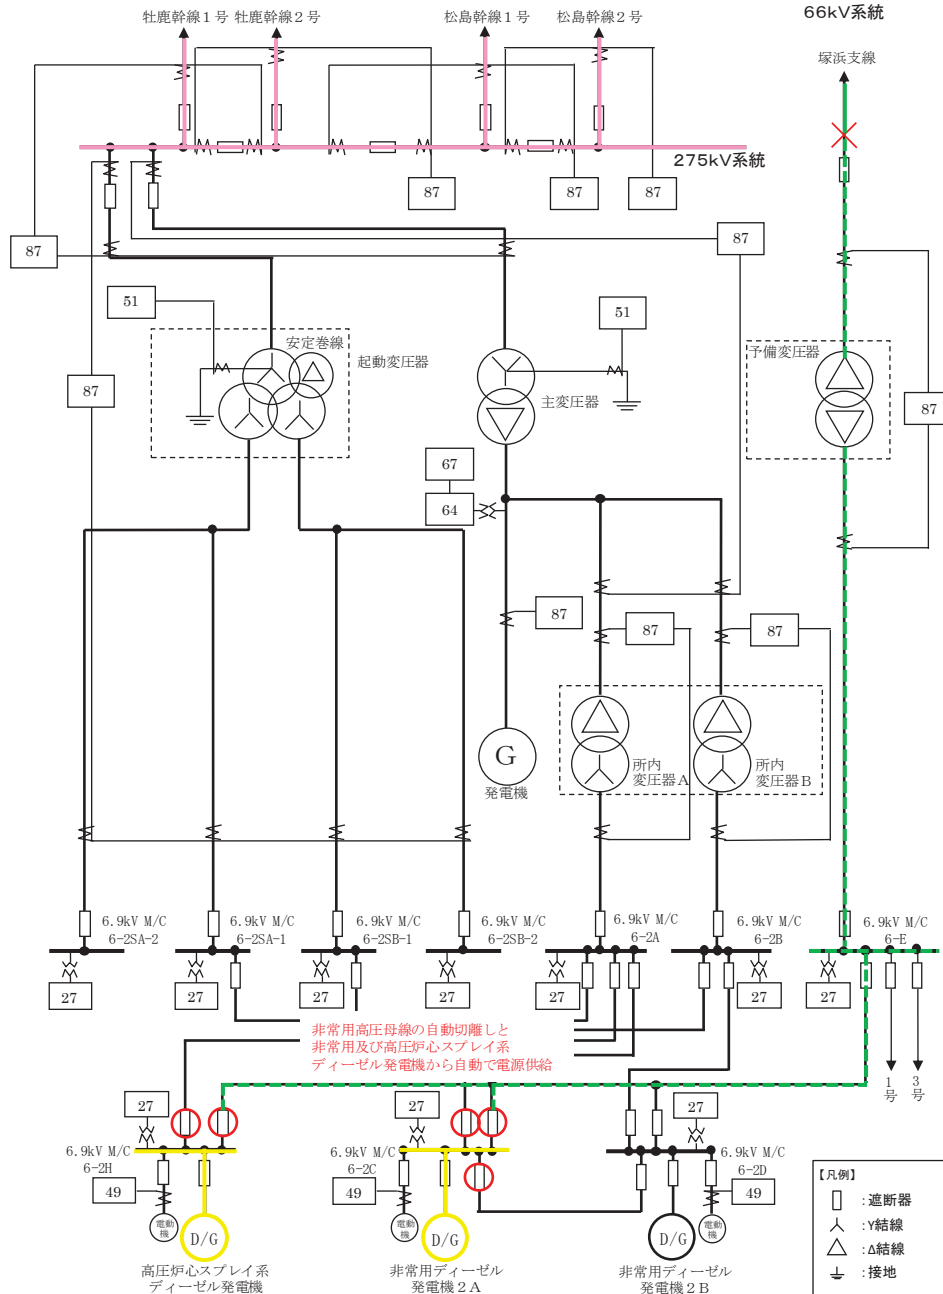 66kV系統
牡鹿幹線1号
牡鹿幹線2号
松島幹線1号
松島幹線2号
塚浜支線
275kV系統
87
87
87
87
87
51
51
安定巻線
起動変圧器
予備変圧器
87
主変圧器
87
67
64
87
87
87
G
発電機
所内
変圧器A
所内
変圧器B
6.9kV M/C
6-2SA-2
6.9kV M/C
6-2SA-1
6.9kV M/C
6-2SB-1
6.9kV M/C
6-2SB-2
6.9kV M/C
6-2A
6.9kV M/C
6-2B
6.9kV M/C
6-E
27
27
27
27
27
27
27
非常用高圧母線の自動切離しと
非常用及び高圧炉心スプレイ系
ディーゼル発電機から自動で電源供給
1
号
3
号
27
27
27
6.9kV M/C
6-2H
6.9kV M/C
6-2C
6.9kV M/C
6-2D
49
49
49
電動
機
D/G
電動
機
D/G
D/G
電動
機
高圧炉心スプレイ系
ディーゼル発電機
非常用ディーゼル
発電機2A
非常用ディーゼル
発電機2B
【凡例】
:遮断器
:Y結線
:Δ結線
:接地